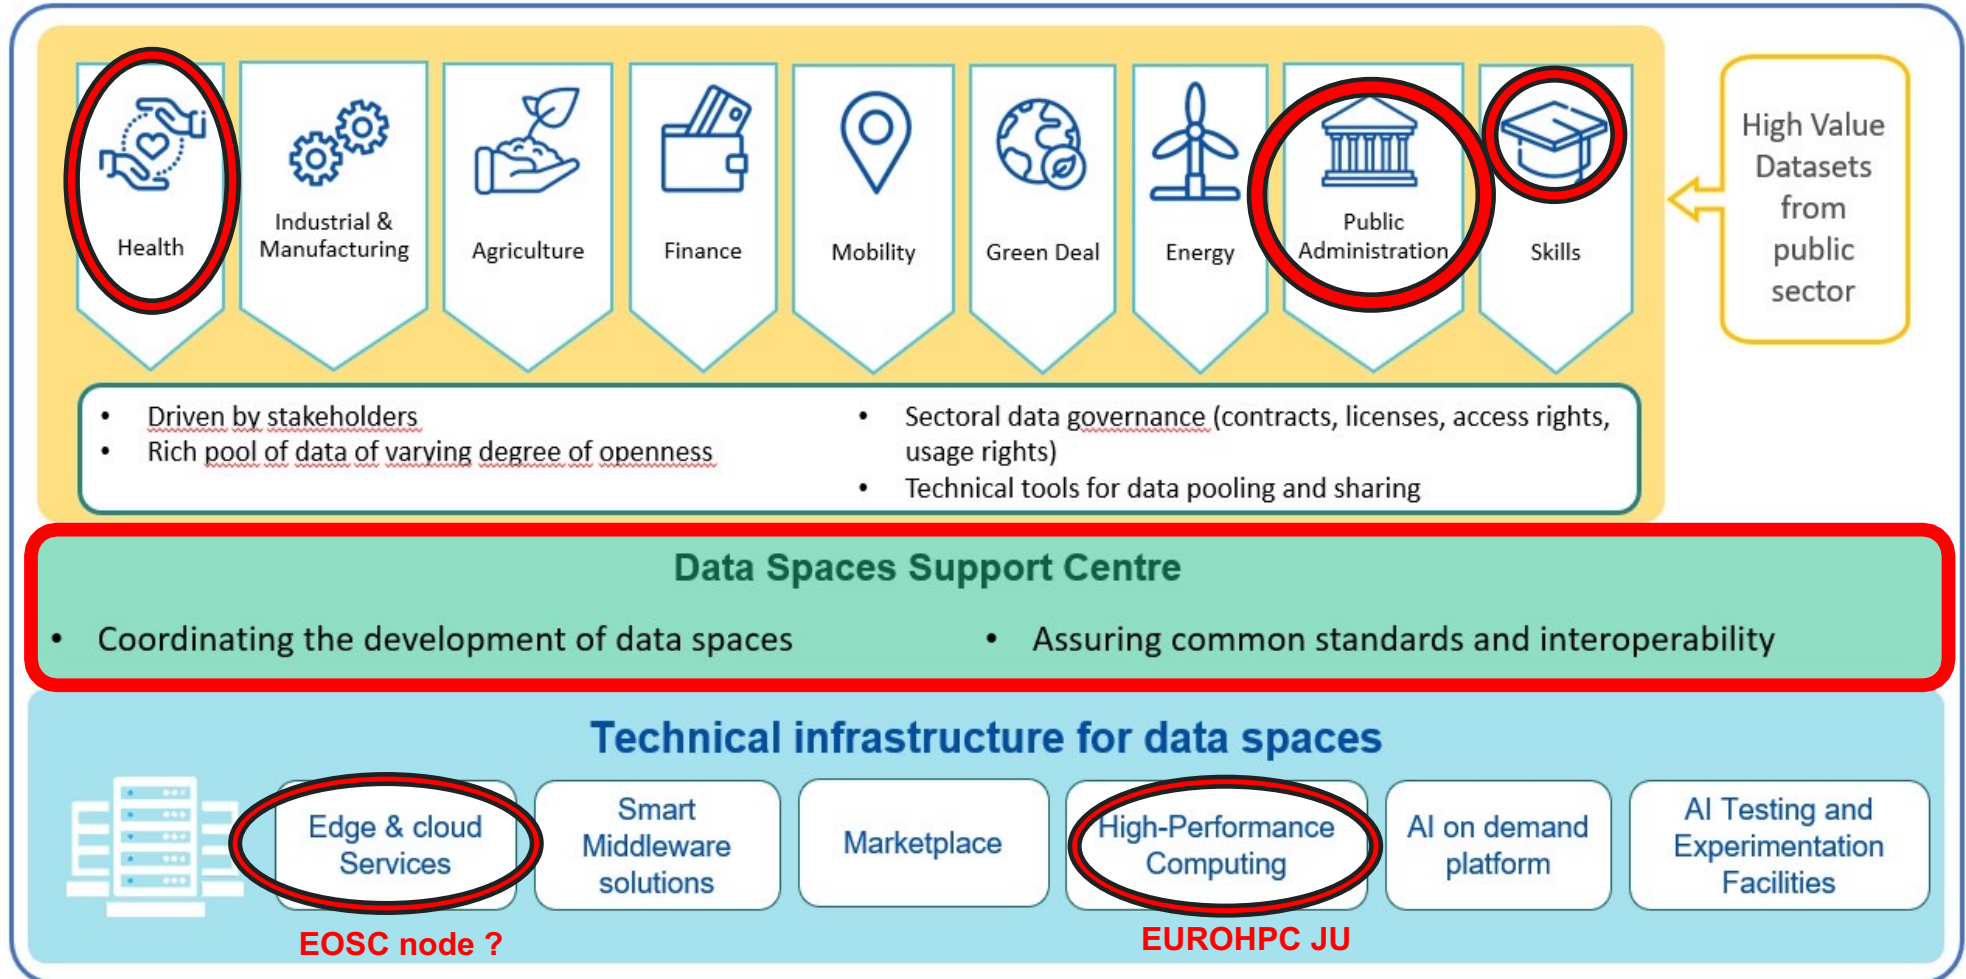 Health
Industrial &
Manufacturing
Agriculture
Finance
Mobility
Green Deal
Energy
Public
Administration
Skills
High Value
Datasets
from
public
sector
• Driven by stakeholders
• Rich pool of data of varying degree of openness
• Sectoral data governance (contracts, licenses, access rights,
usage rights)
• Technical tools for data pooling and sharing
Data Spaces Support Centre
• Coordinating the development of data spaces
• Assuring common standards and interoperability
Technical infrastructure for data spaces
Edge & cloud
Services
Smart
Middleware
solutions
Marketplace
High-Performance
Computing
AI on demand
platform
AI Testing and
Experimentation
Facilities
EOSC node ?
EUROHPC JU